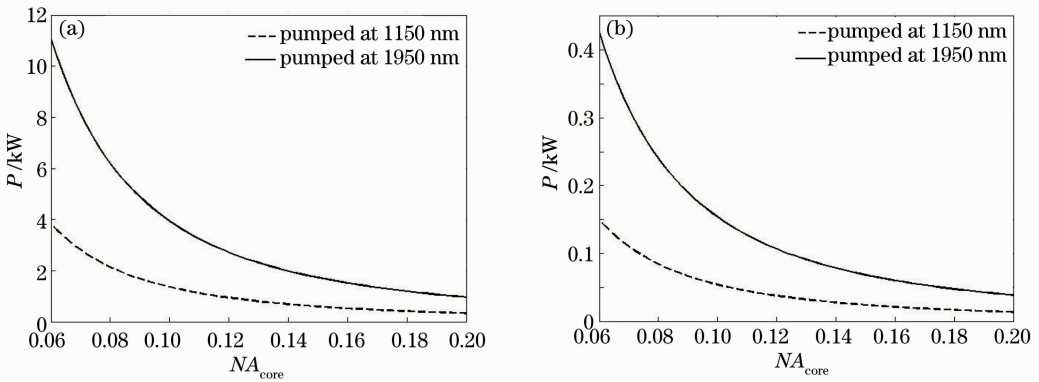 (a)
pumped at 1150 nm
pumped at 1950 nm
12
10
8
6
4
2
0
P /kW
0.06 0.08 0.10 0.12 0.14 0.16 0.18 0.20
NAcore
(b)
pumped at 1150 nm
pumped at 1950 nm
0.4
0.3
0.2
0.1
0
P /kW
0.06 0.08 0.10 0.12 0.14 0.16 0.18 0.20
NAcore